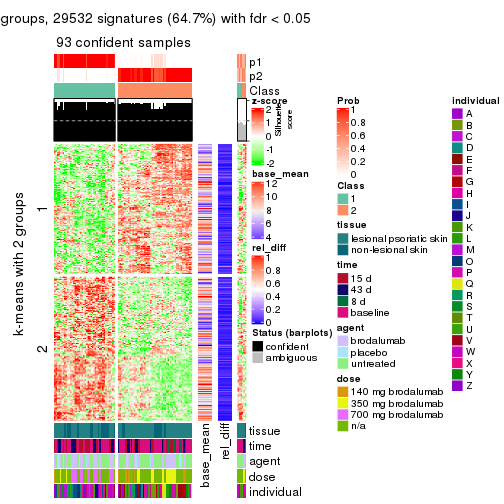 groups, 29532 signatures (64.7%) with fdr < 0.05
93 confident samples
p1
p2
Class
Silhouette
score
k-means with 2 groups
1
2
z-score
2
1
0
-1
-2
base_mean
12
10
8
6
4
rel_diff
1
0.8
0.6
0.4
0.2
0
Status (barplots)
confident
ambiguous
base_mean
rel_diff
tissue
time
agent
dose
individual
Prob
1
0.8
0.6
0.4
0.2
0
Class
1
2
tissue
lesional psoriatic skin
non-lesional skin
time
15 d
43 d
8 d
baseline
agent
brodalumab
placebo
untreated
dose
140 mg brodalumab
350 mg brodalumab
700 mg brodalumab
n/a
individual
A
B
C
D
E
F
G
H
I
J
K
L
M
O
P
Q
R
S
T
U
V
W
X
Y
Z